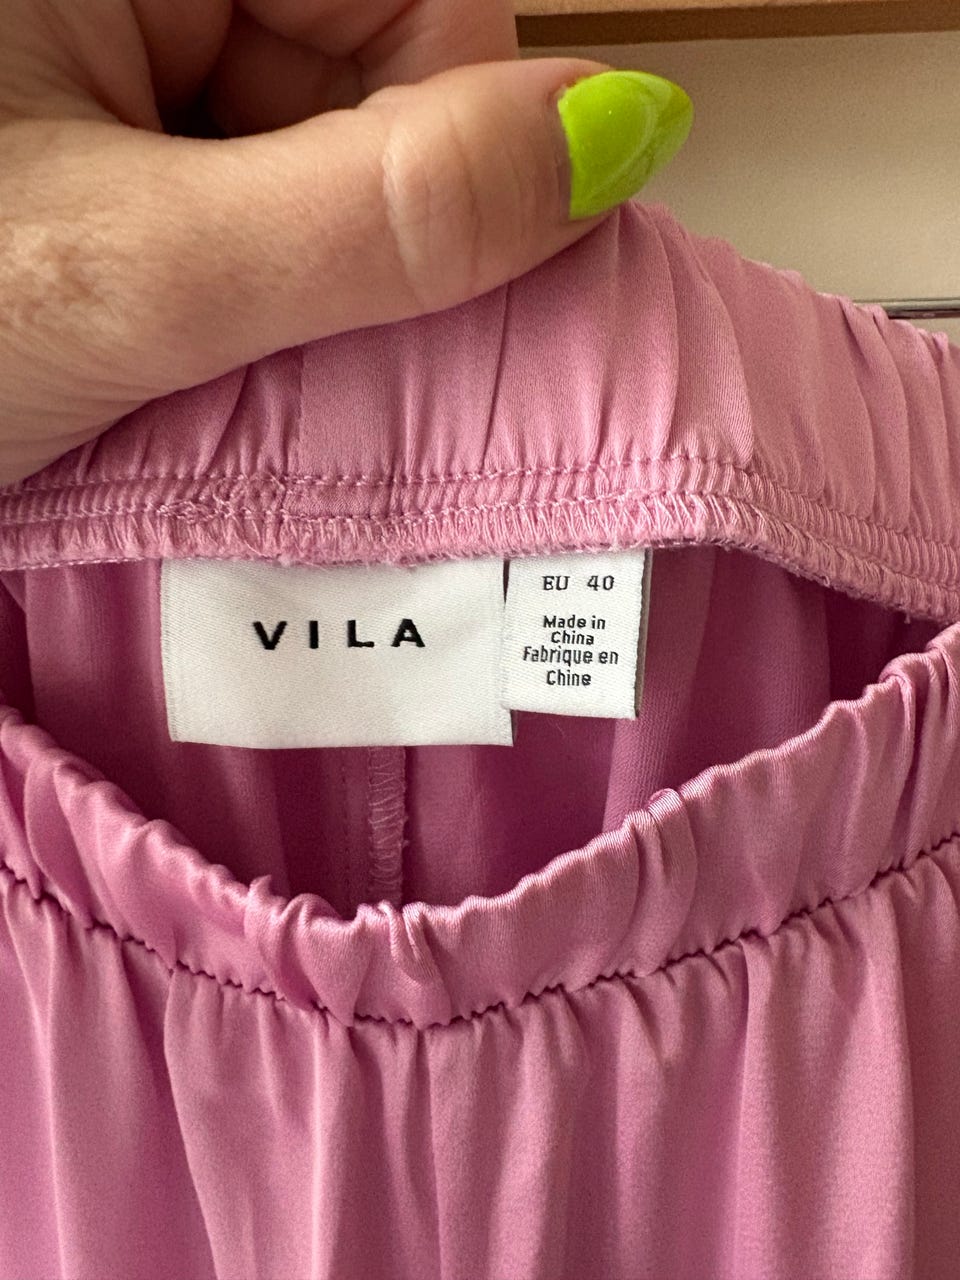 VILA
EU 40
Made in
China
Fabrique en
Chine